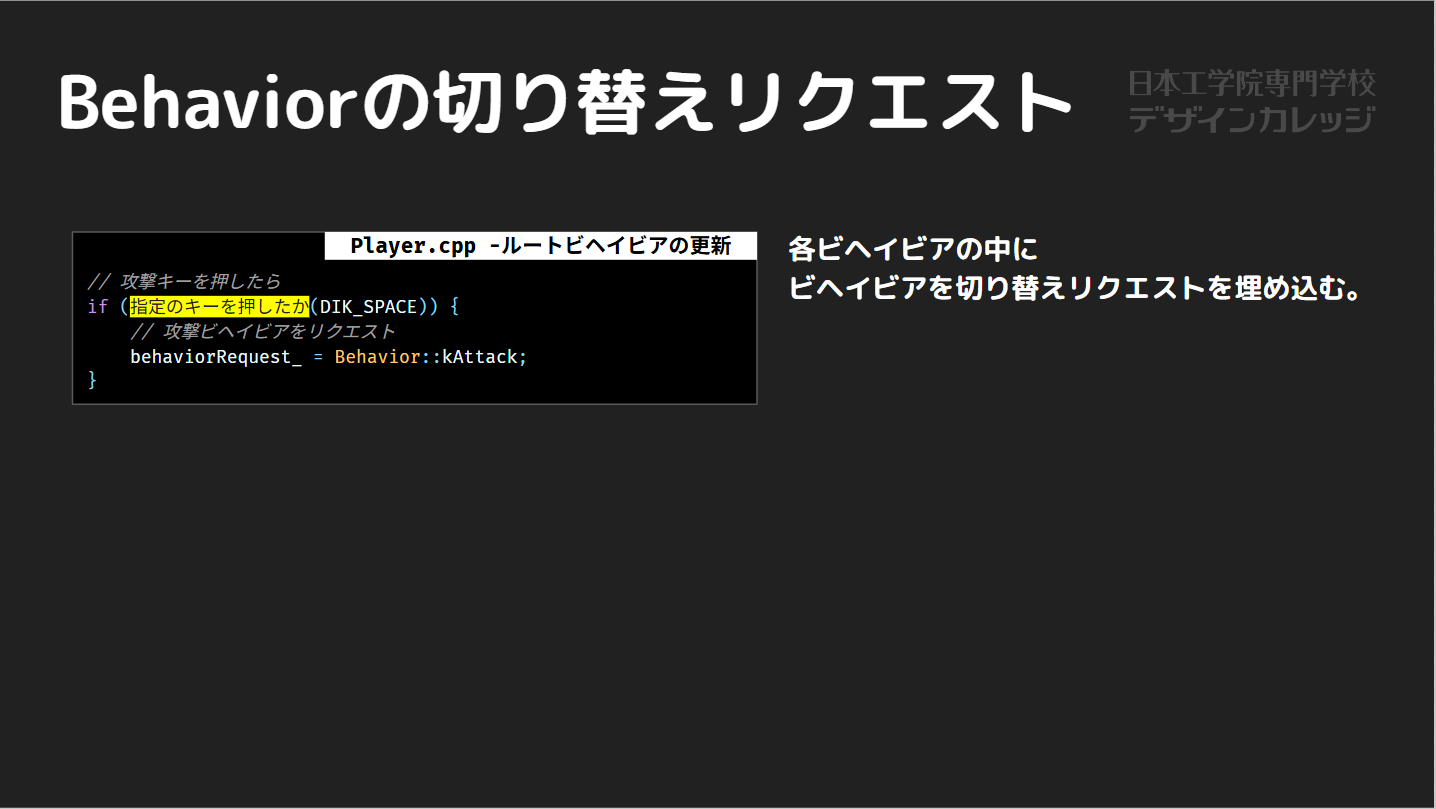 Behaviorの切り替えリクエスト
日本工学院専門学校
デザインカレッジ
Player.cpp -ルートビヘイビアの更新
// 攻撃キーを押したら
if (指定のキーを押したか(DIK_SPACE)) {
// 攻撃ビヘイビアをリクエスト
behaviorRequest_ = Behavior::kAttack;
}
各ビヘイビアの中に
ビヘイビアを切り替えリクエストを埋め込む。